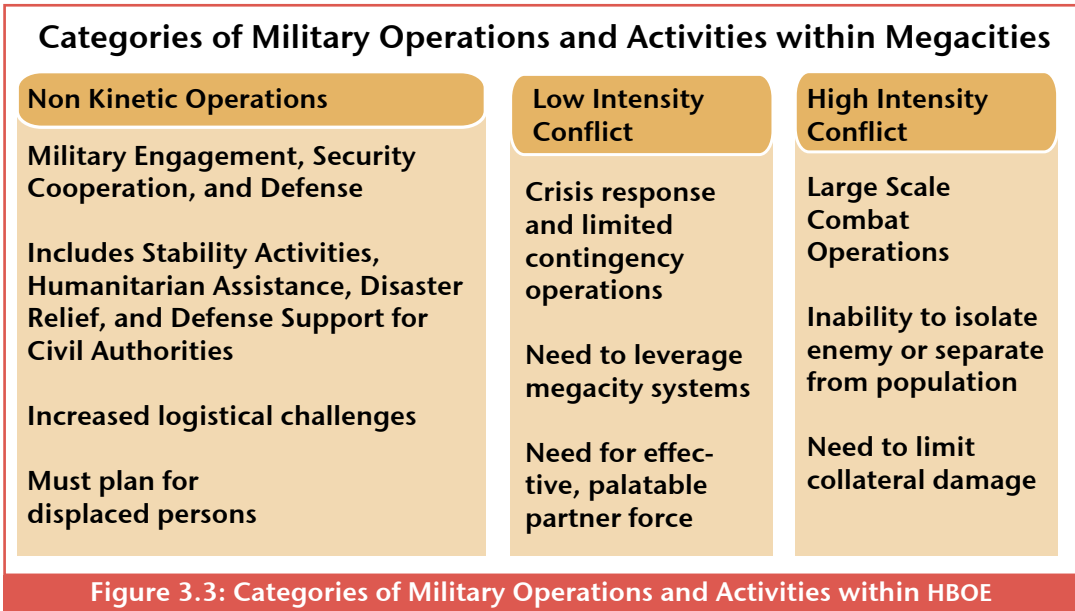 Categories of Military Operations and Activities within Megacities
Non Kinetic Operations
Military Engagement, Security
Cooperation, and Defense
Includes Stability Activities,
Humanitarian Assistance, Disaster
Relief, and Defense Support for
Civil Authorities
Increased logistical challenges
Must plan for
displaced persons
Low Intensity
Conflict
Crisis response
and limited
contingency
operations
Need to leverage
megacity systems
Need for effec-
tive, palatable
partner force
High Intensity
Conflict
Large Scale
Combat
Operations
Inability to isolate
enemy or separate
from population
Need to limit
collateral damage
Figure 3.3: Categories of Military Operations and Activities within HBOE